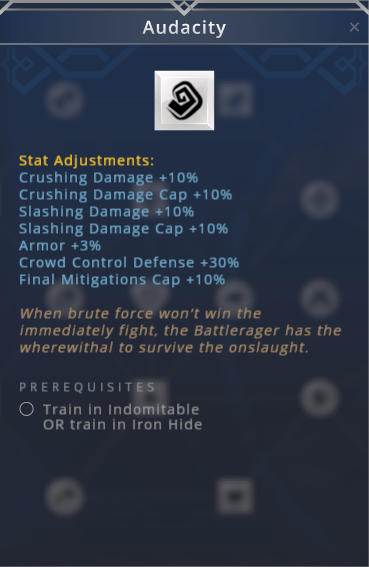 Audacity
Stat Adjustments:
Crushing Damage +10%
Crushing Damage Cap +10%
Slashing Damage +10%
Slashing Damage Cap +10%
Armor +3%
Crowd Control Defense +30%
Final Mitigations Cap +10%
When brute force won't win the
immediately fight, the Battlerager has the
wherewithal to survive the onslaught.
PREREQUISITES
Train in Indomitable
OR train in Iron Hide